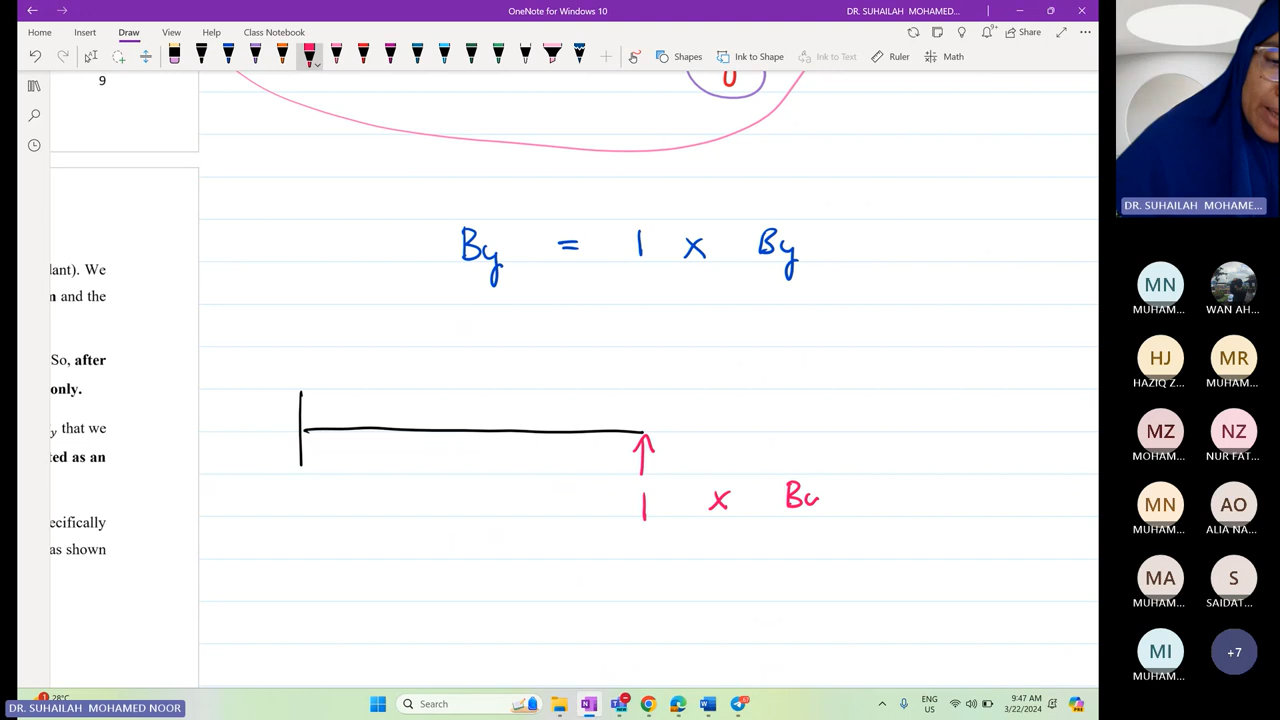 OneNote for Windows 10
DR. SUHAILAH MOHAMED...
Home Insert Draw View Help Class Notebook
Share
Shapes Ink to Shape Ink to Text Ruler Math
9
0
By = 1 x By
lant). We
n and the
So, after
only.
y that we
ted as an
1 x Bc
ecifically
as shown
DR. SUHAILAH MOHAME...
MN
MUHAM...
WAN AH...
HJ
HAZIQ Z...
MR
MUHAM...
MZ
MOHAM...
NZ
NUR FAT...
MN
MUHAM...
AO
ALIA NA...
MA
MUHAM...
S
SAIDAT...
MI
MUHAM...
+7
1
28°C
DR. SUHAILAH MOHAMED NOOR
Search
ENG
US
9:47 AM
3/22/2024